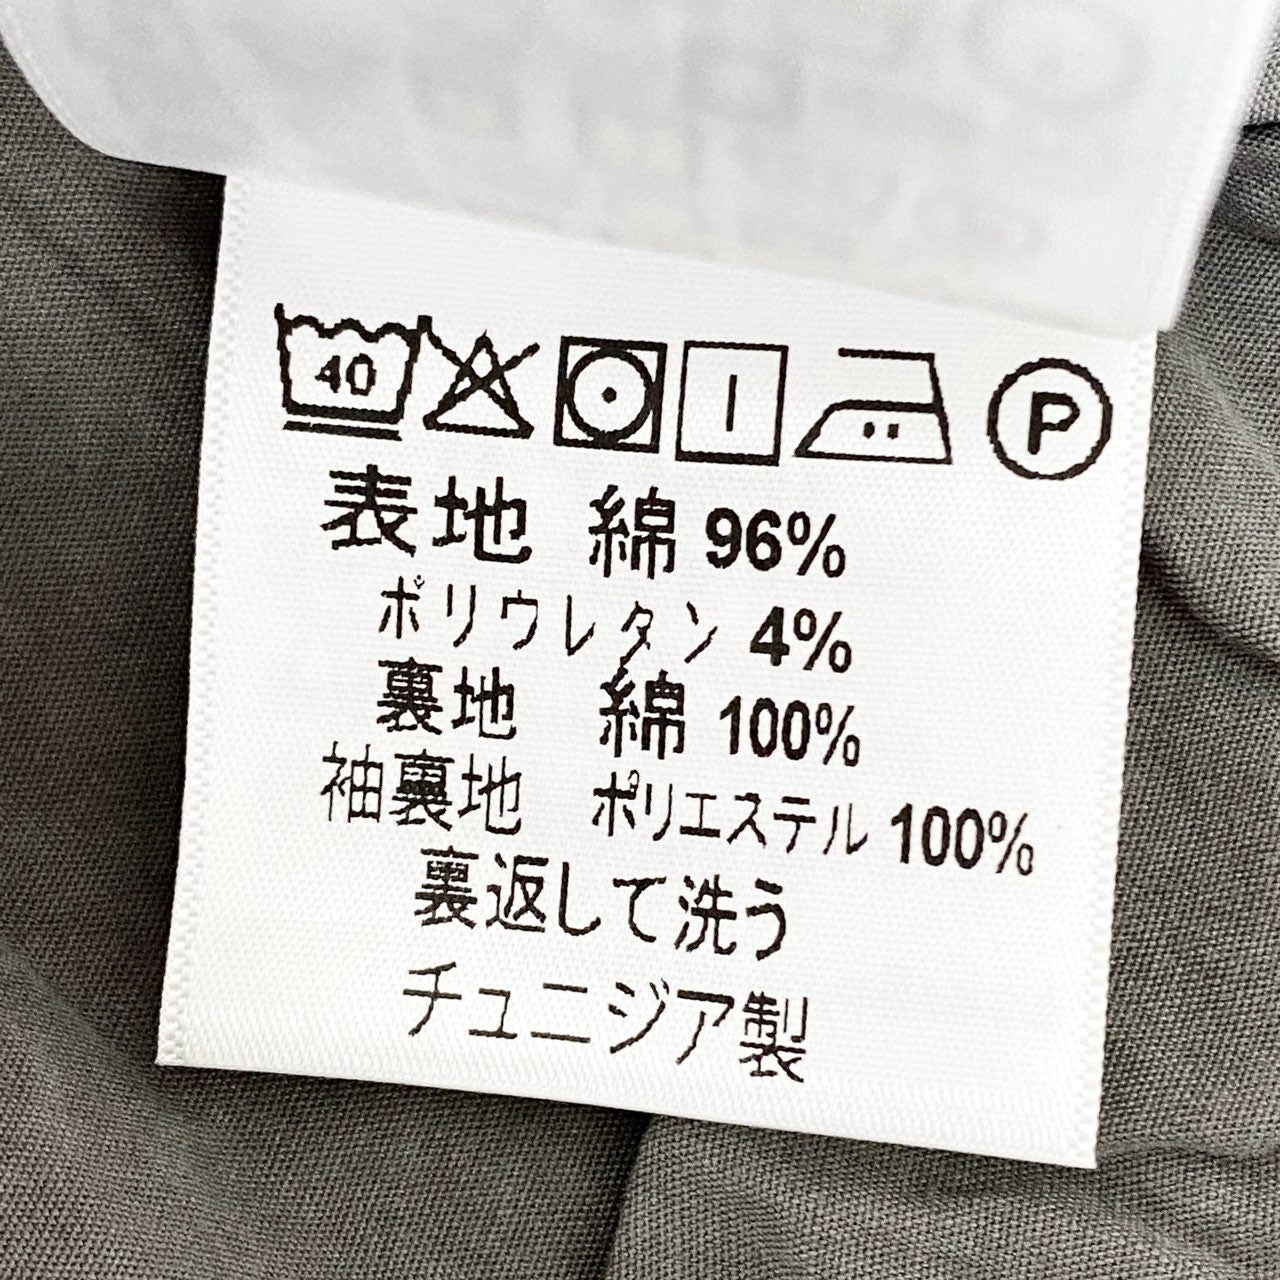 40 P
表地 綿 96%
ポリウレタン 4%
裏地 綿 100%
袖裏地 ポリエステル 100%
裏返して洗う
チュニジア製